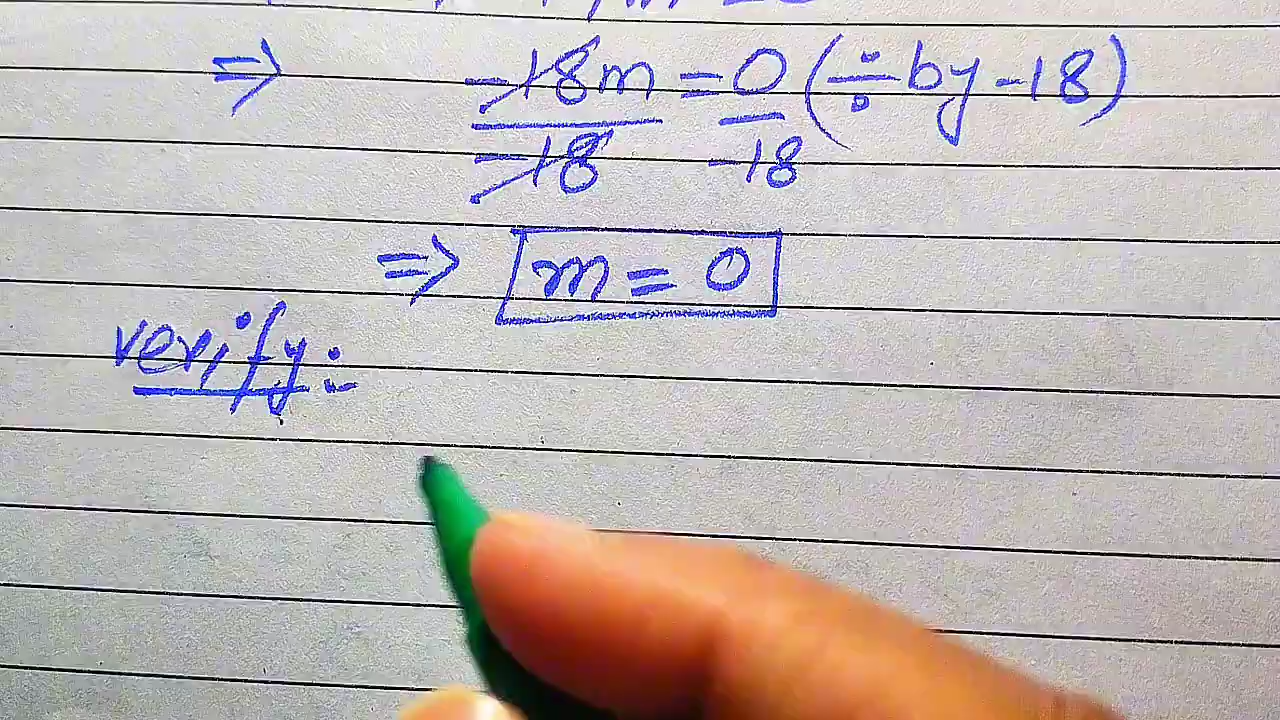 ⇒ -18m = 0 (÷ by -18)
-18 -18
⇒ m = 0
verify:-